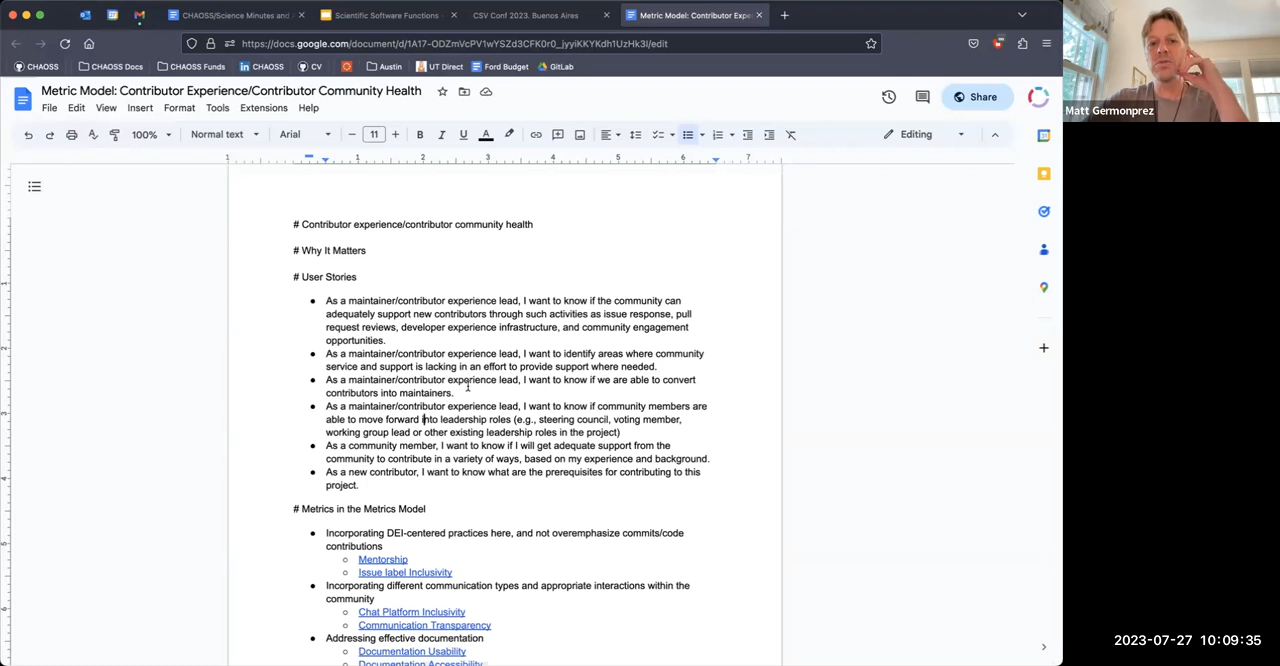 CHAOSS/Science Minutes and
Scientific Software Functions
CSV Conf 2023. Buenos Aires
Metric Model: Contributor Expe
https://docs.google.com/document/d/1A17-ODZmVcPV1wYSZd3CFK0r0_jyyiKKYKdh1UzHk3I/edit
CHAOSS
CHAOSS Docs
CHAOSS Funds
CHAOSS
CV
Austin
UT Direct
Ford Budget
GitLab
Metric Model: Contributor Experience/Contributor Community Health
File Edit View Insert Format Tools Extensions Help
Share
100% Normal text Arial 11 B I U A Editing
1 1 2 3 4 5 6 7
# Contributor experience/contributor community health
# Why It Matters
# User Stories
● As a maintainer/contributor experience lead, I want to know if the community can
adequately support new contributors through such activities as issue response, pull
request reviews, developer experience infrastructure, and community engagement
opportunities.
● As a maintainer/contributor experience lead, I want to identify areas where community
service and support is lacking in an effort to provide support where needed.
● As a maintainer/contributor experience lead, I want to know if we are able to convert
contributors into maintainers.
● As a maintainer/contributor experience lead, I want to know if community members are
able to move forward into leadership roles (e.g., steering council, voting member,
working group lead or other existing leadership roles in the project)
● As a community member, I want to know if I will get adequate support from the
community to contribute in a variety of ways, based on my experience and background.
● As a new contributor, I want to know what are the prerequisites for contributing to this
project.
# Metrics in the Metrics Model
● Incorporating DEI-centered practices here, and not overemphasize commits/code
contributions
○ Mentorship
○ Issue label Inclusivity
● Incorporating different communication types and appropriate interactions within the
community
○ Chat Platform Inclusivity
○ Communication Transparency
● Addressing effective documentation
○ Documentation Usability
○ Documentation Accessibility
Matt Germonprez
2023-07-27 10:09:35